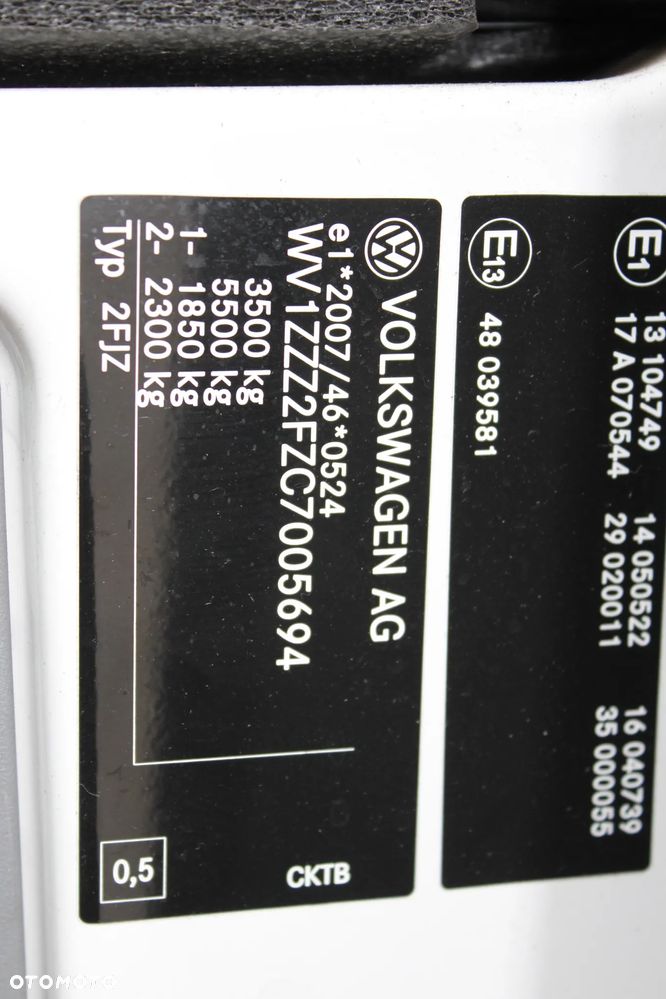 VOLKSWAGEN AG
e1*2007/46*0524
WV1ZZZ2FZC7005694
3500 kg
5500 kg
1- 1850 kg
2- 2300 kg
Typ 2FJZ
CKTB
0,5
E1
13 104749 14 050522 16 040739
17 A 070544 29 020011 35 000055
E13
48 039581
OTOMOTO